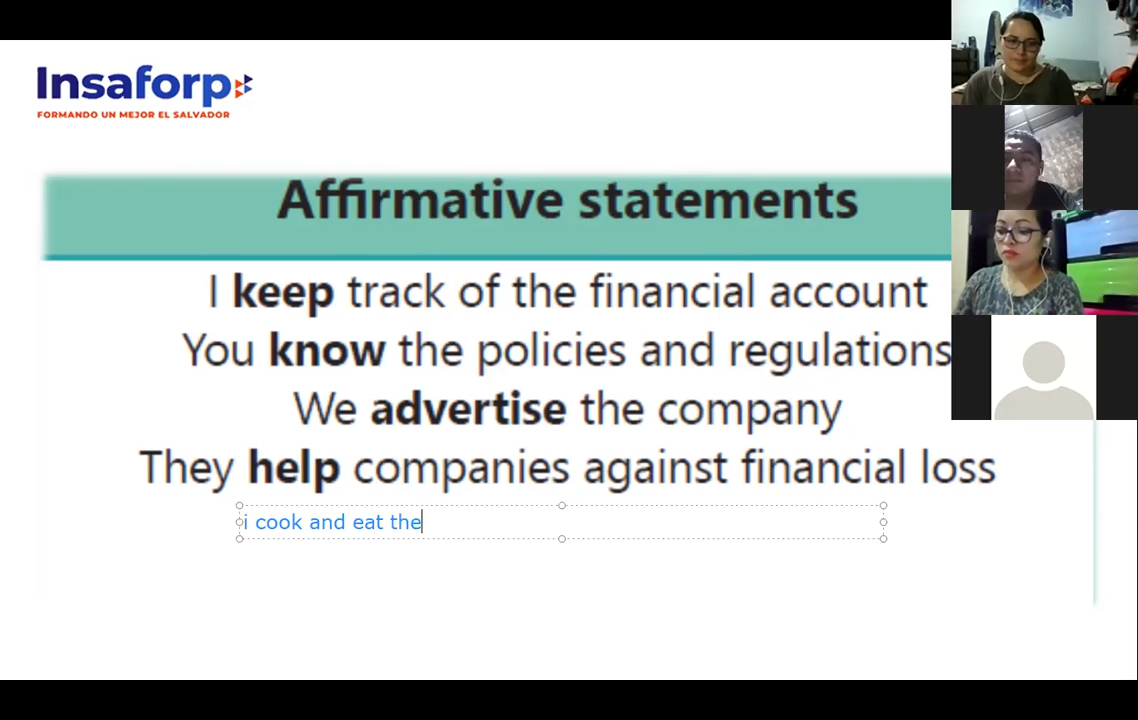 Insaforp
FORMANDO UN MEJOR EL SALVADOR
Affirmative statements
I keep track of the financial account
You know the policies and regulations
We advertise the company
They help companies against financial loss
i cook and eat the